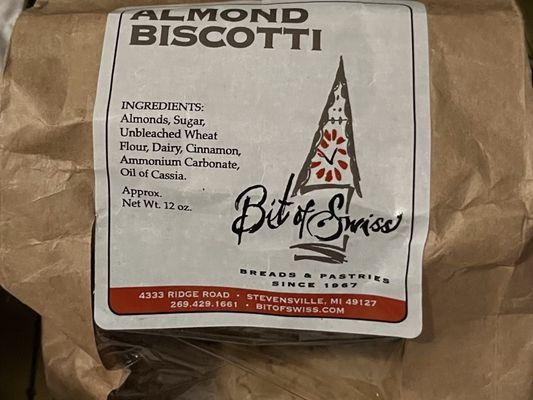 ALMOND
BISCOTTI
INGREDIENTS:
Almonds, Sugar,
Unbleached Wheat
Flour, Dairy, Cinnamon,
Ammonium Carbonate,
Oil of Cassia.
Approx.
Net Wt. 12 oz.
Bit of Swiss
BREADS & PASTRIES
SINCE 1967
4333 RIDGE ROAD • STEVENSVILLE, MI 49127
269.429.1661 • BITOFSWISS.COM